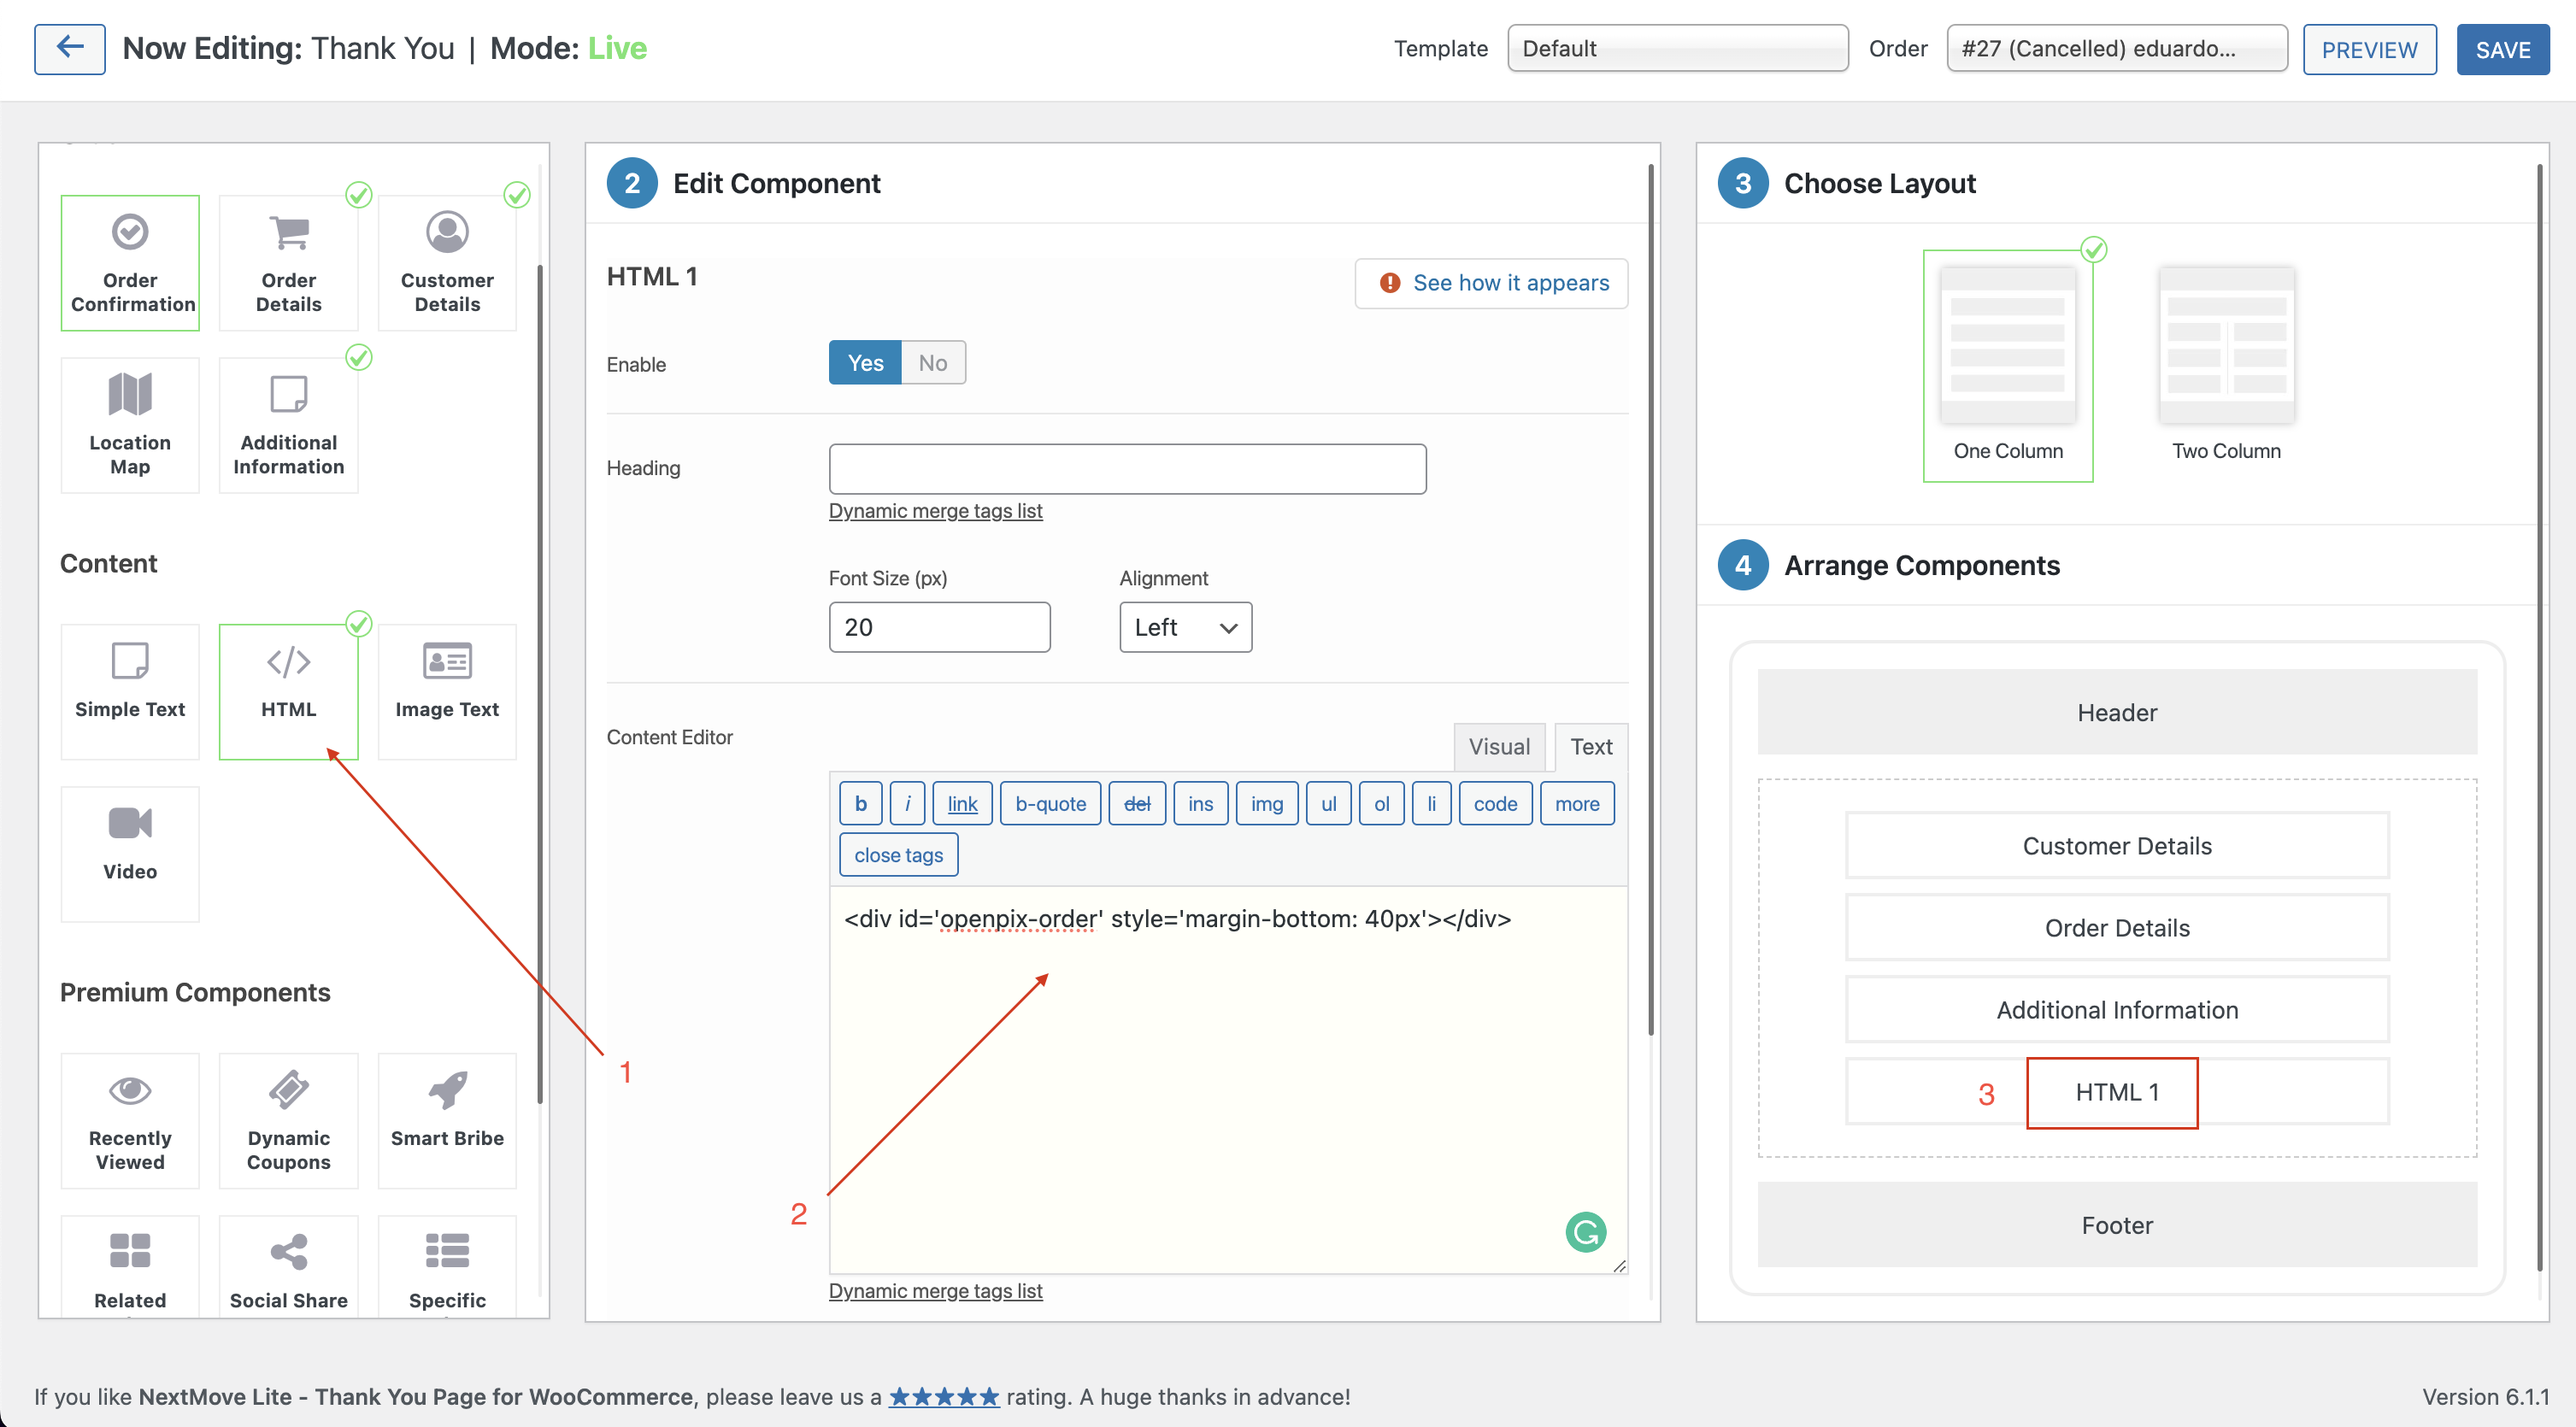 Now Editing: Thank You | Mode: Live
Template
Default
Order
#27 (Cancelled) eduardo...
PREVIEW
SAVE
Order
Confirmation
Order
Details
Customer
Details
Location
Map
Additional
Information
Content
Simple Text
</>
HTML
Image Text
Video
Premium Components
Recently
Viewed
Dynamic
Coupons
Smart Bribe
Related
Social Share
Specific
1
2 Edit Component
HTML 1
See how it appears
Enable
Yes
No
Heading
Dynamic merge tags list
Font Size (px)
Alignment
20
Left
Content Editor
Visual
Text
b
i
link
b-quote
del
ins
img
ul
ol
li
code
more
close tags
<div id='openpix-order' style='margin-bottom: 40px'></div>
2
Dynamic merge tags list
3 Choose Layout
One Column
Two Column
4 Arrange Components
Header
Customer Details
Order Details
Additional Information
3
HTML 1
Footer
If you like NextMove Lite - Thank You Page for WooCommerce, please leave us a ★★★★★ rating. A huge thanks in advance!
Version 6.1.1